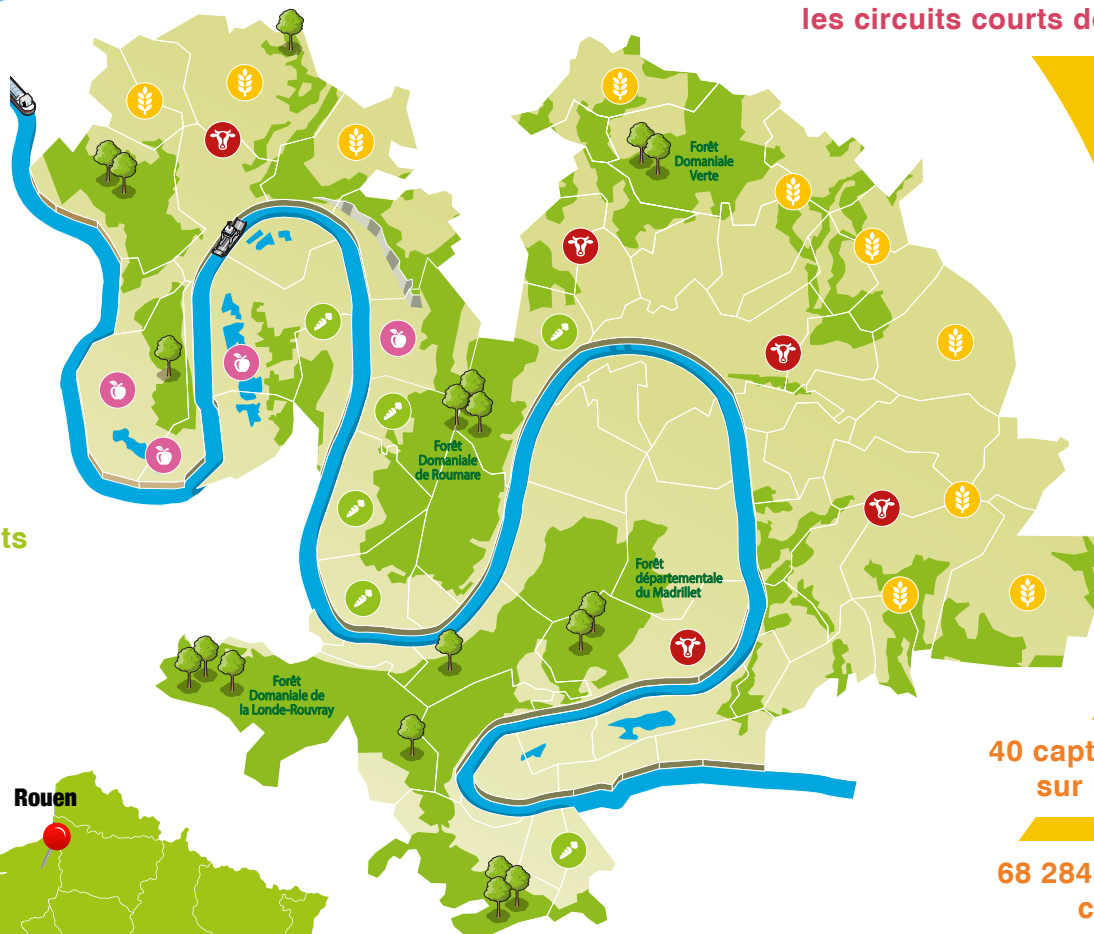 les circuits courts d
Forêt
Domaniale
Verte
Forêt
Domaniale
de Roumare
ts
Forêt
départementale
du Madrillet
Forêt
Domaniale de
la Londe-Rouvray
40 capt
sur
Rouen
68 284
c